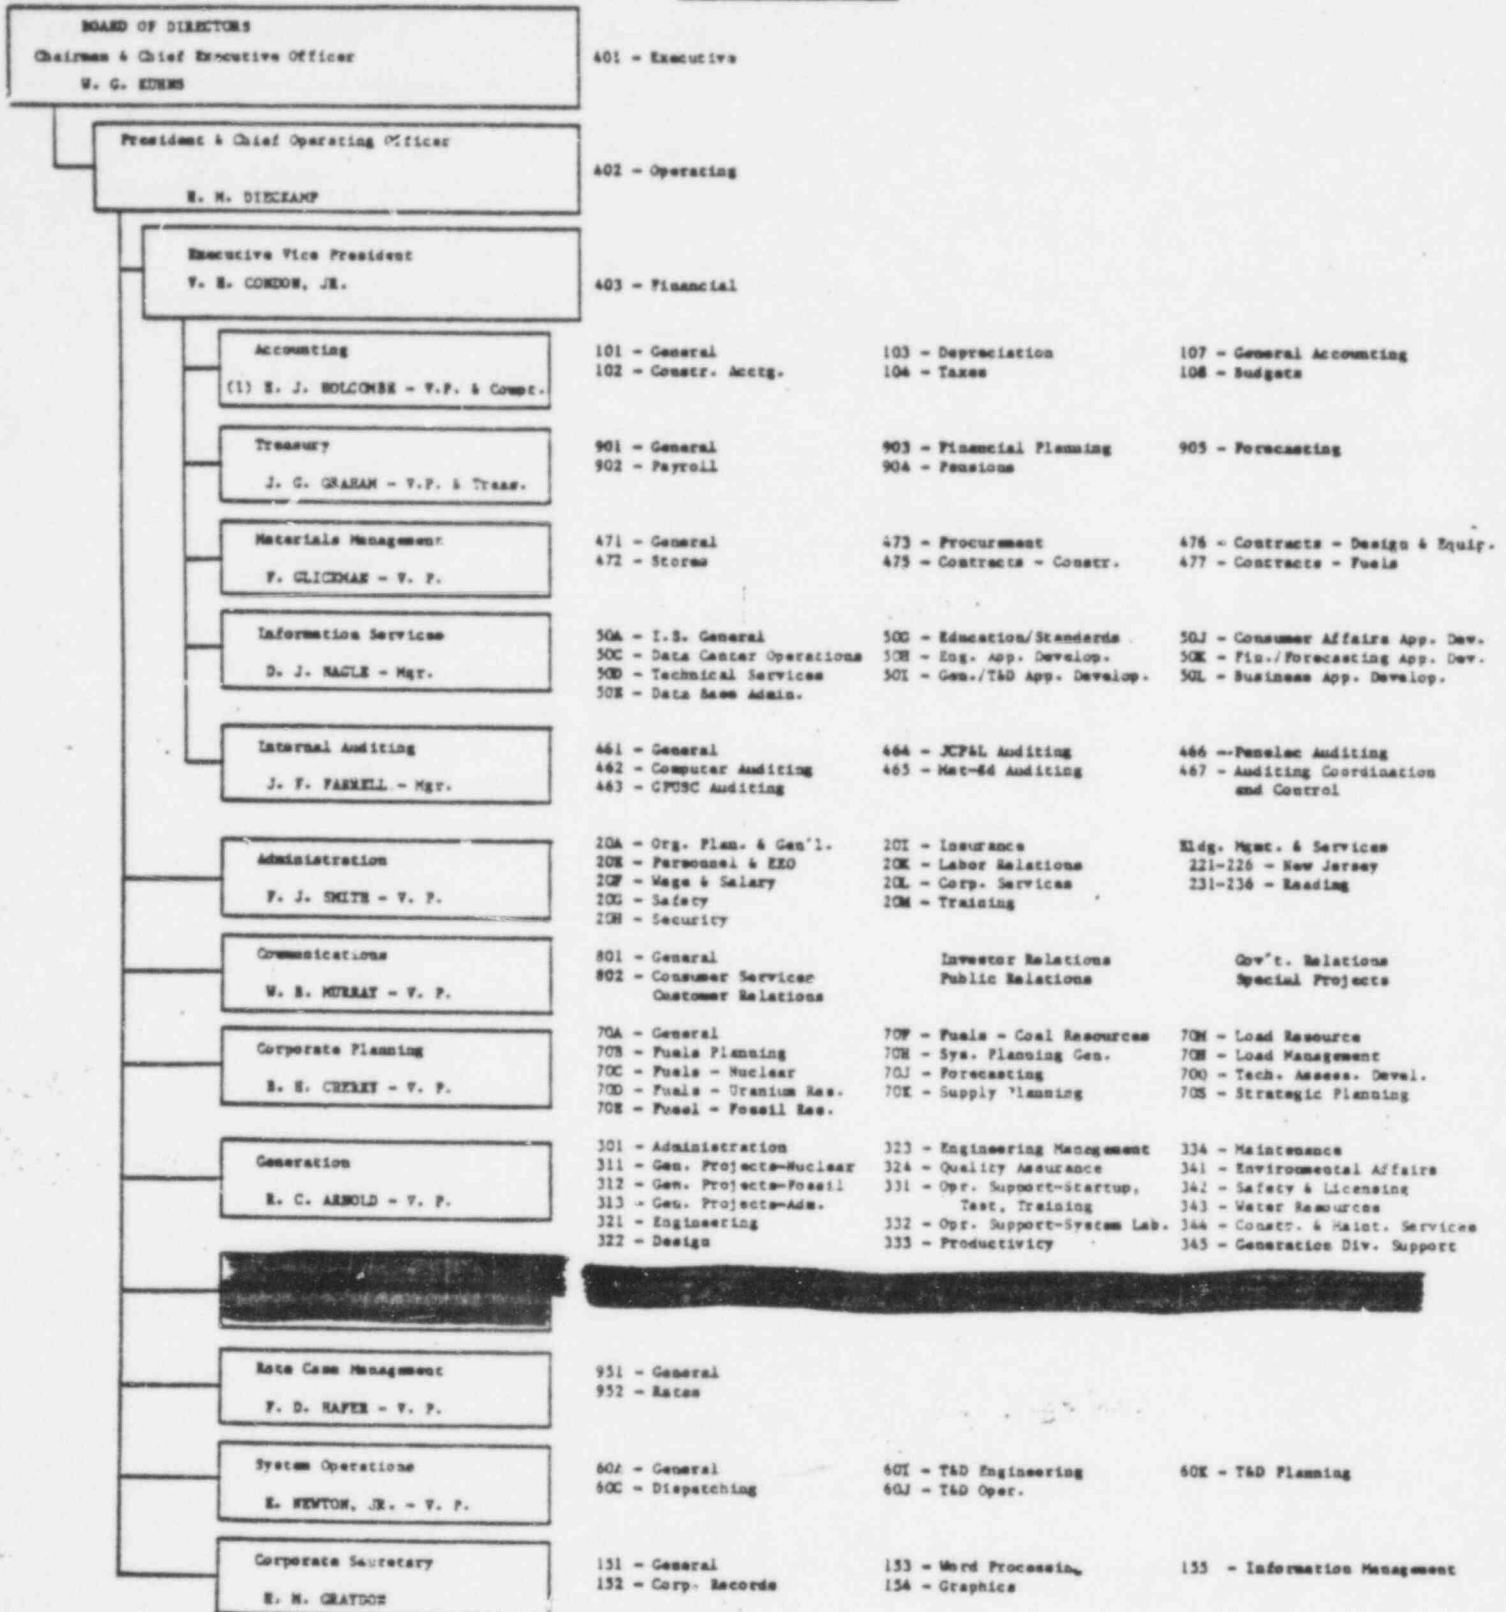 BOARD OF DIRECTORS
Chairman & Chief Executive Officer
W. G. KUHNS
401 - Executive
President & Chief Operating Officer
H. M. DIECKAMP
402 - Operating
Executive Vice President
V. H. CONDON, JR.
403 - Financial
Accounting
(1) E. J. HOLCOMBE - V.P. & Compt.
101 - General 103 - Depreciation 107 - General Accounting
102 - Constr. Acctg. 104 - Taxes 108 - Budgets
Treasury
J. G. GRAHAM - V.P. & Treas.
901 - General 903 - Financial Planning 905 - Forecasting
902 - Payroll 904 - Pensions
Materials Management
F. GLICKMAN - V. P.
471 - General 473 - Procurement 476 - Contracts - Design & Equip.
472 - Stores 475 - Contracts - Constr. 477 - Contracts - Fuels
Information Services
D. J. NAGLE - Mgr.
50A - I.S. General 50G - Education/Standards 50J - Consumer Affairs App. Dev.
50C - Data Center Operations 50H - Eng. App. Develop. 50K - Fin./Forecasting App. Dev.
50D - Technical Services 50I - Gen./T&D App. Develop. 50L - Business App. Develop.
50E - Data Base Admin.
Internal Auditing
J. F. FARRELL - Mgr.
461 - General 464 - JCP&L Auditing 466 - Penelec Auditing
462 - Computer Auditing 465 - Met-Ed Auditing 467 - Auditing Coordination
463 - GPUSC Auditing and Control
Administration
F. J. SMITH - V. P.
20A - Org. Plan. & Gen'l. 20I - Insurance Bldg. Mgmt. & Services
20E - Personnel & EEO 20K - Labor Relations 221-226 - New Jersey
20F - Wage & Salary 20L - Corp. Services 231-236 - Reading
20G - Safety 20M - Training
20H - Security
Communications
W. B. MURRAY - V. P.
801 - General Investor Relations Gov't. Relations
802 - Consumer Services Public Relations Special Projects
Customer Relations
Corporate Planning
B. H. CHERRY - V. P.
70A - General 70F - Fuels - Coal Resources 70M - Load Resource
70B - Fuels Planning 70H - Sys. Planning Gen. 70N - Load Management
70C - Fuels - Nuclear 70J - Forecasting 70Q - Tech. Assess. Devel.
70D - Fuels - Uranium Res. 70K - Supply Planning 70S - Strategic Planning
70E - Fuel - Fossil Res.
Generation
R. C. ARNOLD - V. P.
301 - Administration 323 - Engineering Management 334 - Maintenance
311 - Gen. Projects-Nuclear 324 - Quality Assurance 341 - Environmental Affairs
312 - Gen. Projects-Fossil 331 - Opr. Support-Startup, 342 - Safety & Licensing
313 - Gen. Projects-Adm. Test, Training 343 - Water Resources
321 - Engineering 332 - Opr. Support-System Lab. 344 - Constr. & Maint. Services
322 - Design 333 - Productivity 345 - Generation Div. Support
Rate Case Management
F. D. HAFER - V. P.
951 - General
952 - Rates
System Operations
E. NEWTON, JR. - V. P.
60A - General 60I - T&D Engineering 60K - T&D Planning
60C - Dispatching 60J - T&D Oper.
Corporate Secretary
E. M. GRAYDON
151 - General 153 - Word Processing 155 - Information Management
152 - Corp. Records 154 - Graphics